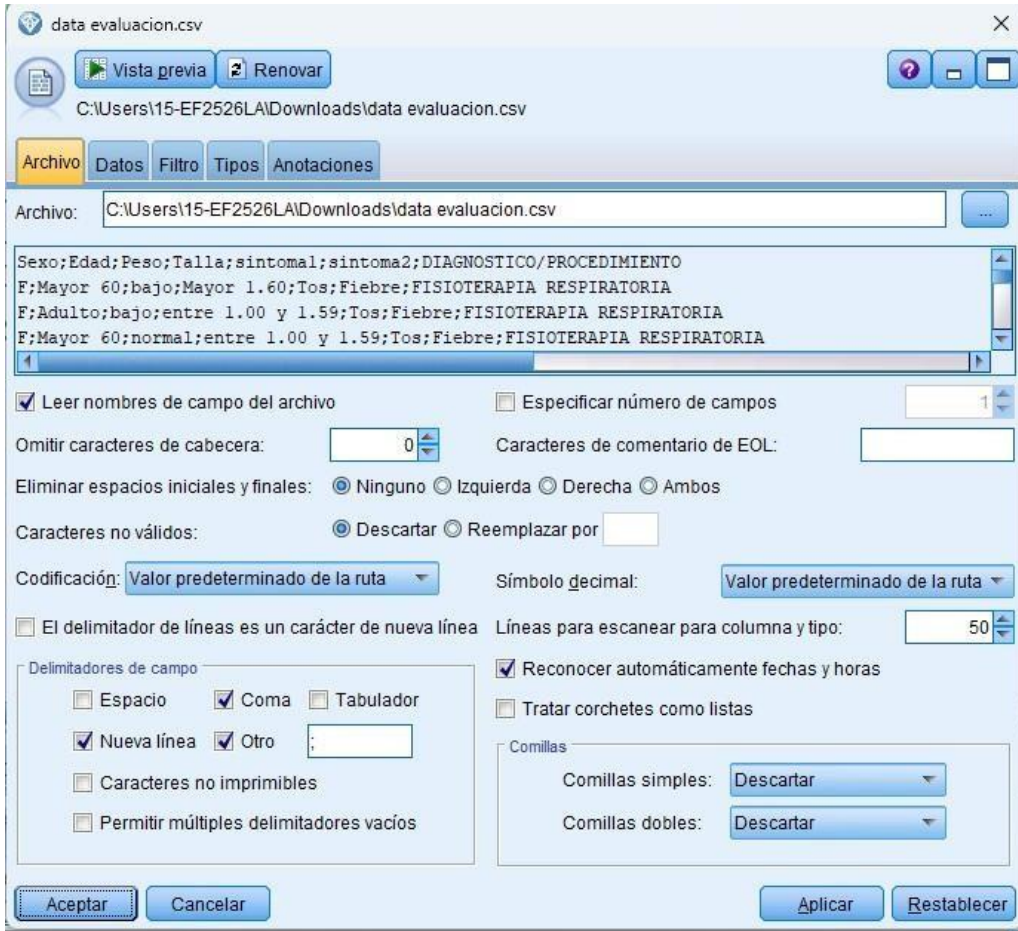 data evaluacion.csv
Vista previa Renovar
C:\Users\15-EF2526LA\Downloads\data evaluacion.csv
Archivo Datos Filtro Tipos Anotaciones
Archivo: C:\Users\15-EF2526LA\Downloads\data evaluacion.csv ...
Sexo;Edad;Peso;Talla;sintoma1;sintoma2;DIAGNOSTICO/PROCEDIMIENTO
F;Mayor 60;bajo;Mayor 1.60;Tos;Fiebre;FISIOTERAPIA RESPIRATORIA
F;Adulto;bajo;entre 1.00 y 1.59;Tos;Fiebre;FISIOTERAPIA RESPIRATORIA
F;Mayor 60;normal;entre 1.00 y 1.59;Tos;Fiebre;FISIOTERAPIA RESPIRATORIA
Leer nombres de campo del archivo Especificar número de campos 1
Omitir caracteres de cabecera: 0 Caracteres de comentario de EOL:
Eliminar espacios iniciales y finales: Ninguno Izquierda Derecha Ambos
Caracteres no válidos: Descartar Reemplazar por
Codificación: Valor predeterminado de la ruta Símbolo decimal: Valor predeterminado de la ruta
El delimitador de líneas es un carácter de nueva línea Líneas para escanear para columna y tipo: 50
Delimitadores de campo Reconocer automáticamente fechas y horas
Espacio Coma Tabulador Tratar corchetes como listas
Nueva línea Otro ; Comillas
Caracteres no imprimibles Comillas simples: Descartar
Permitir múltiples delimitadores vacíos Comillas dobles: Descartar
Aceptar Cancelar Aplicar Restablecer